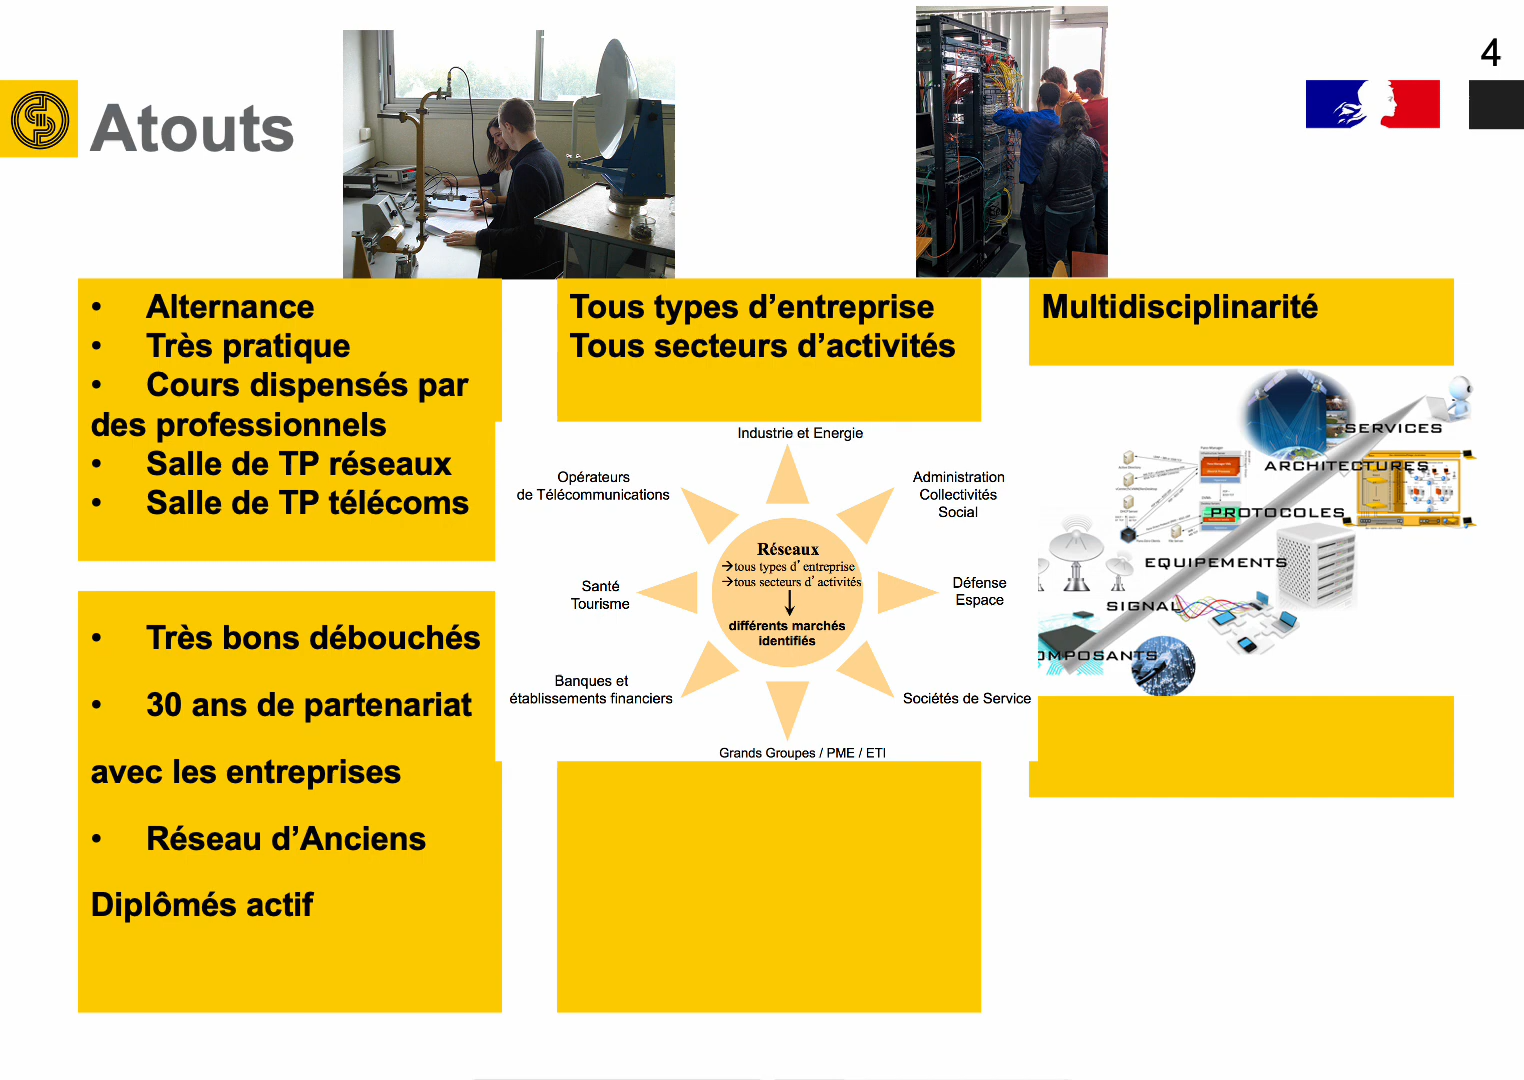 4
Atouts
• Alternance
• Très pratique
• Cours dispensés par
des professionnels
• Salle de TP réseaux
• Salle de TP télécoms
• Très bons débouchés
• 30 ans de partenariat
avec les entreprises
• Réseau d’Anciens
Diplômés actif
Tous types d’entreprise
Tous secteurs d’activités
Industrie et Energie
Opérateurs
de Télécommunications
Administration
Collectivités
Social
Réseaux
→tous types d’ entreprise
→tous secteurs d’ activités
différents marchés
identifiés
Santé
Tourisme
Défense
Espace
Banques et
établissements financiers
Sociétés de Service
Grands Groupes / PME / ETI
Multidisciplinarité
SERVICES
ARCHITECTURES
PROTOCOLES
EQUIPEMENTS
SIGNAL
OMPOSANTS